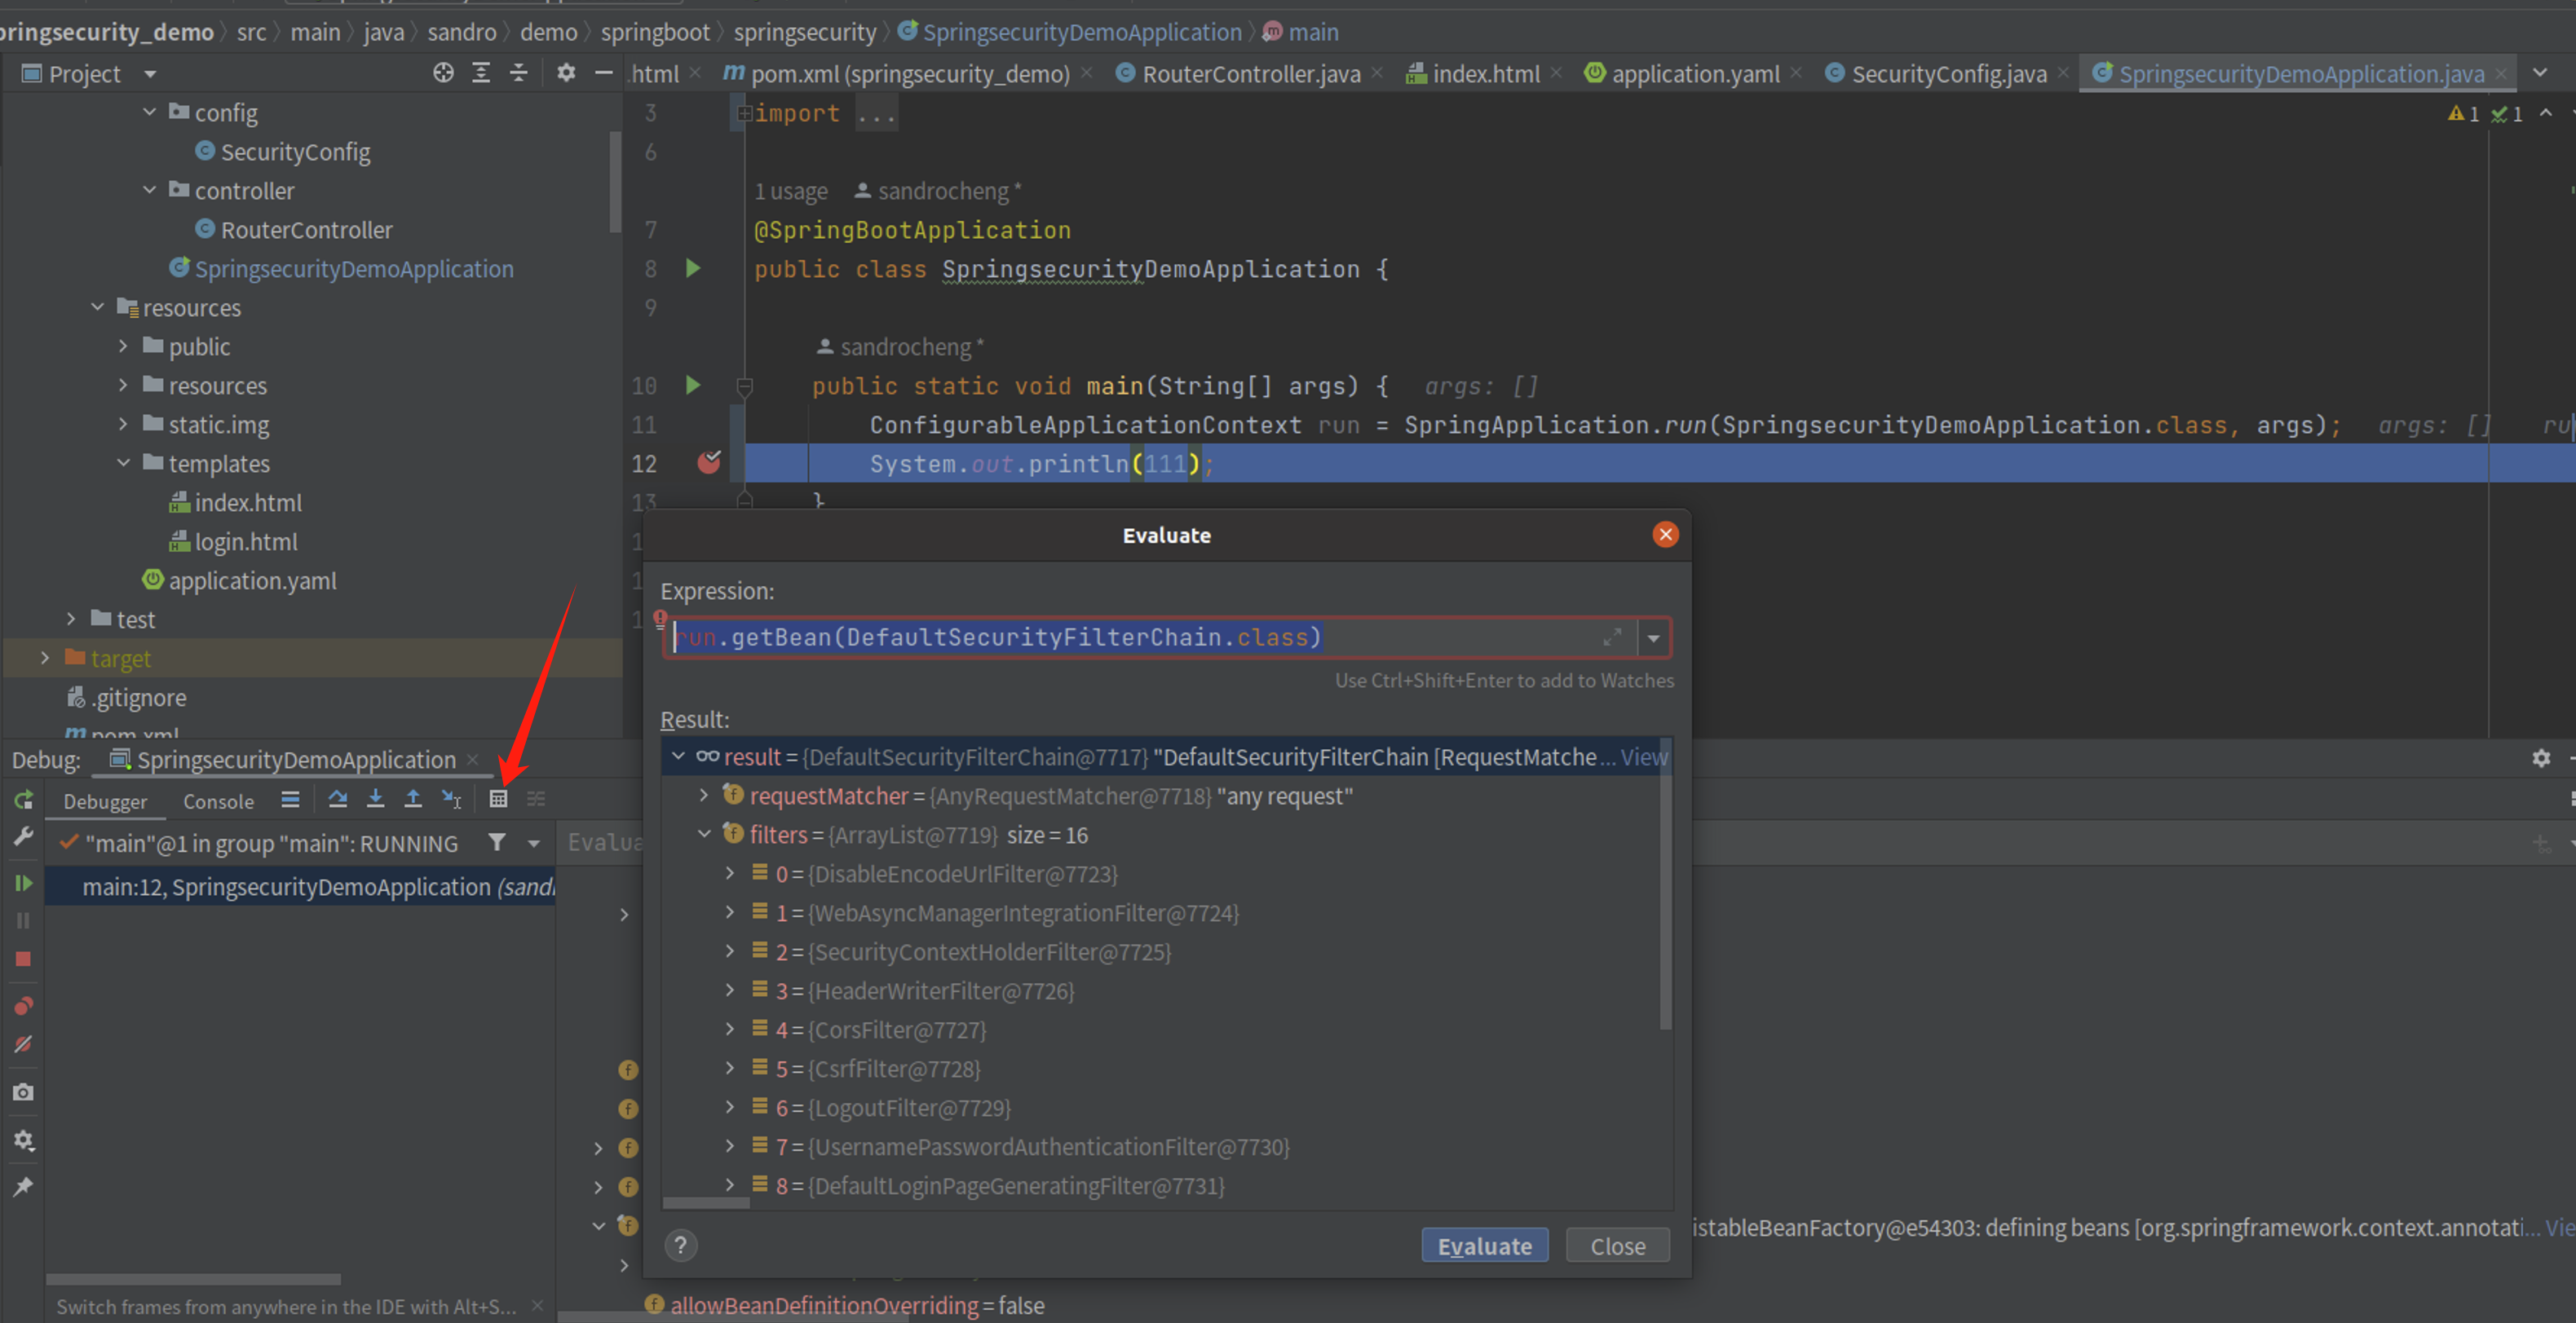 pringsecurity_demo › src › main › java › sandro › demo › springboot › springsecurity › SpringsecurityDemoApplication › main
Project
.html
pom.xml (springsecurity_demo)
RouterController.java
index.html
application.yaml
SecurityConfig.java
SpringsecurityDemoApplication.java
config
SecurityConfig
controller
RouterController
SpringsecurityDemoApplication
resources
public
resources
static.img
templates
index.html
login.html
application.yaml
test
target
.gitignore
pom.xml
3 import ...
1 1
6
1 usage sandrocheng *
7 @SpringBootApplication
8 public class SpringsecurityDemoApplication {
9
sandrocheng *
10 public static void main(String[] args) { args: []
11 ConfigurableApplicationContext run = SpringApplication.run(SpringsecurityDemoApplication.class, args); args: [] ru
12 System.out.println(111);
13 }
Evaluate
Expression:
run.getBean(DefaultSecurityFilterChain.class)
Use Ctrl+Shift+Enter to add to Watches
Result:
result = {DefaultSecurityFilterChain@7717} "DefaultSecurityFilterChain [RequestMatche ... View
requestMatcher = {AnyRequestMatcher@7718} "any request"
filters = {ArrayList@7719} size = 16
0 = {DisableEncodeUrlFilter@7723}
1 = {WebAsyncManagerIntegrationFilter@7724}
2 = {SecurityContextHolderFilter@7725}
3 = {HeaderWriterFilter@7726}
4 = {CorsFilter@7727}
5 = {CsrfFilter@7728}
6 = {LogoutFilter@7729}
7 = {UsernamePasswordAuthenticationFilter@7730}
8 = {DefaultLoginPageGeneratingFilter@7731}
? Evaluate Close
Debug: SpringsecurityDemoApplication
Debugger Console
"main"@1 in group "main": RUNNING
Evalua
main:12, SpringsecurityDemoApplication (sand
istableBeanFactory@e54303: defining beans [org.springframework.context.annotati... Vie
allowBeanDefinitionOverriding = false
Switch frames from anywhere in the IDE with Alt+S...